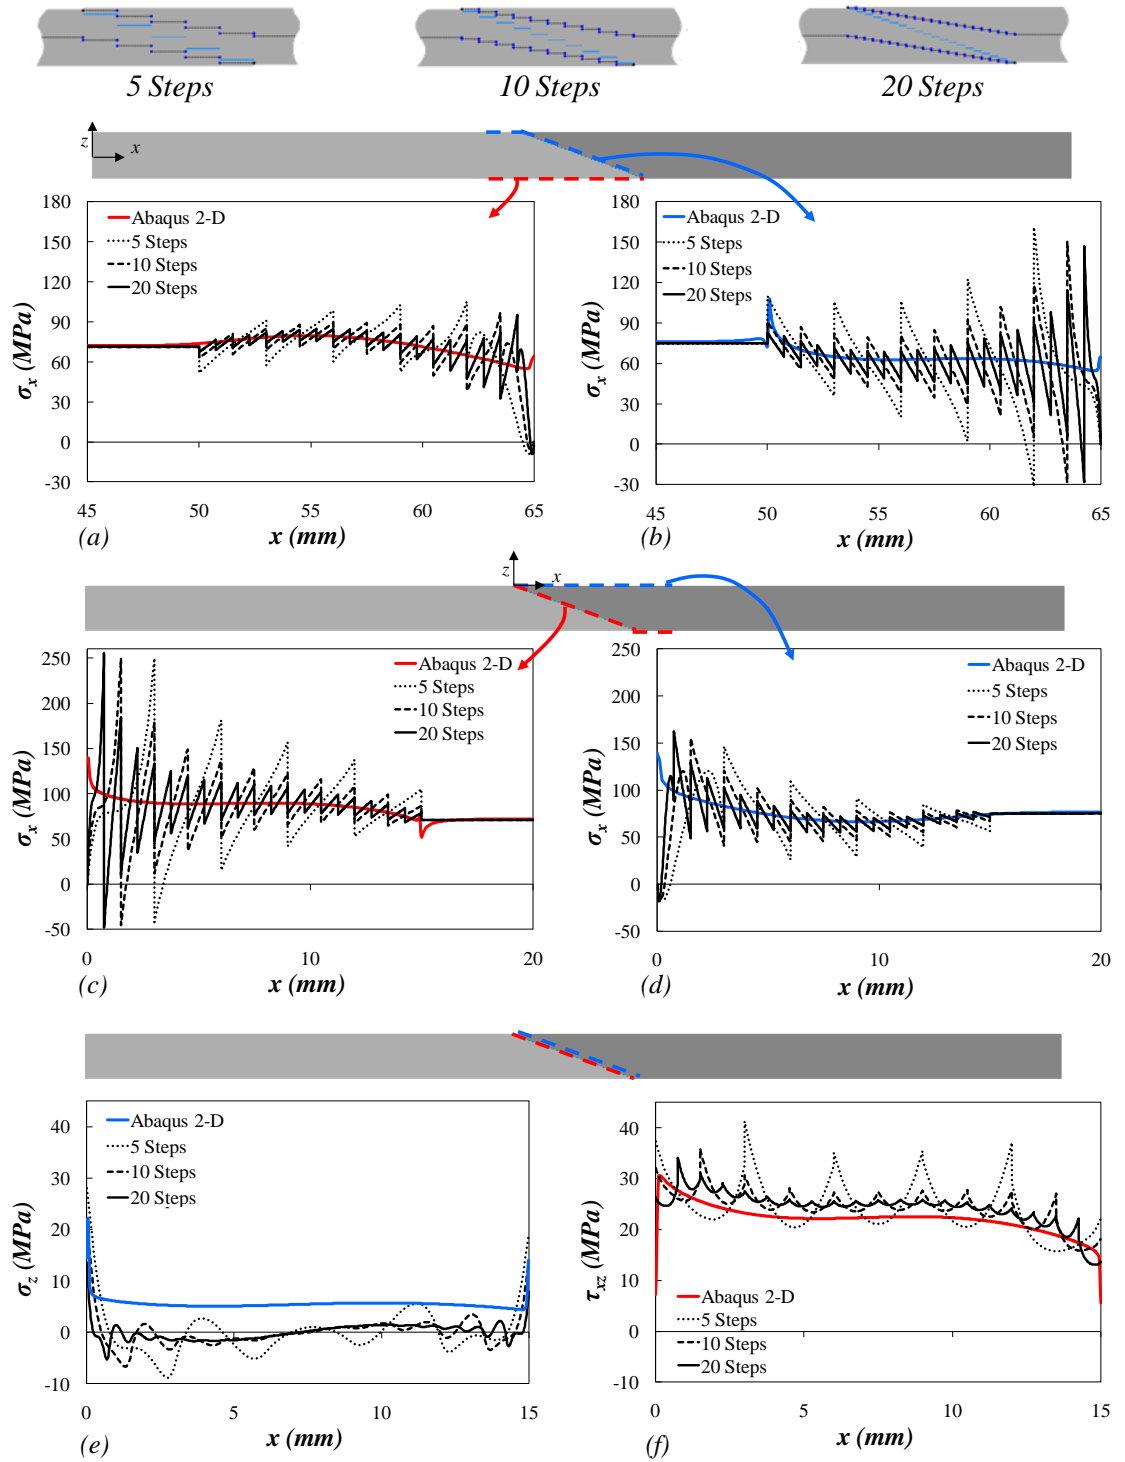 5 Steps 10 Steps 20 Steps
z x
180 180
Abaqus 2-D Abaqus 2-D
150 5 Steps 150 5 Steps
10 Steps 10 Steps
120 20 Steps 120 20 Steps
90 90
60 60
30 30
0 0
-30 -30
σx (MPa) σx (MPa)
45 50 55 60 65 45 50 55 60 65
(a) x (mm) (b) x (mm)
z x
250 Abaqus 2-D 250 Abaqus 2-D
5 Steps 5 Steps
200 10 Steps 200 10 Steps
20 Steps 20 Steps
150 150
100 100
50 50
0 0
-50 -50
σx (MPa) σx (MPa)
0 10 20 0 10 20
(c) x (mm) (d) x (mm)
40 Abaqus 2-D 40
5 Steps
30 10 Steps 30
20 Steps
20 20
10 10 Abaqus 2-D
5 Steps
0 0 10 Steps
20 Steps
-10 -10
σz (MPa) τxz (MPa)
0 5 10 15 0 5 10 15
(e) x (mm) (f) x (mm)